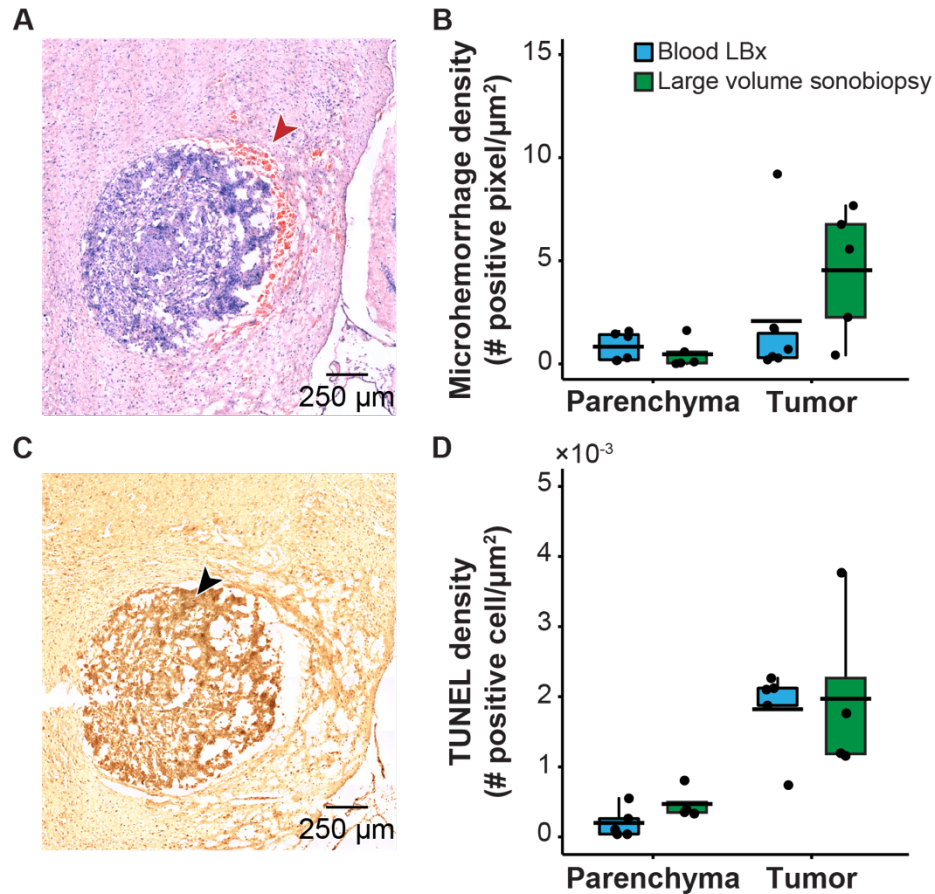 A
250 µm
B
Microhemorrhage density
(# positive pixel/µm²)
15
10
5
0
Blood LBx
Large volume sonobiopsy
Parenchyma
Tumor
C
250 µm
D
×10⁻³
TUNEL density
(# positive cell/µm²)
5
4
3
2
1
0
Parenchyma
Tumor